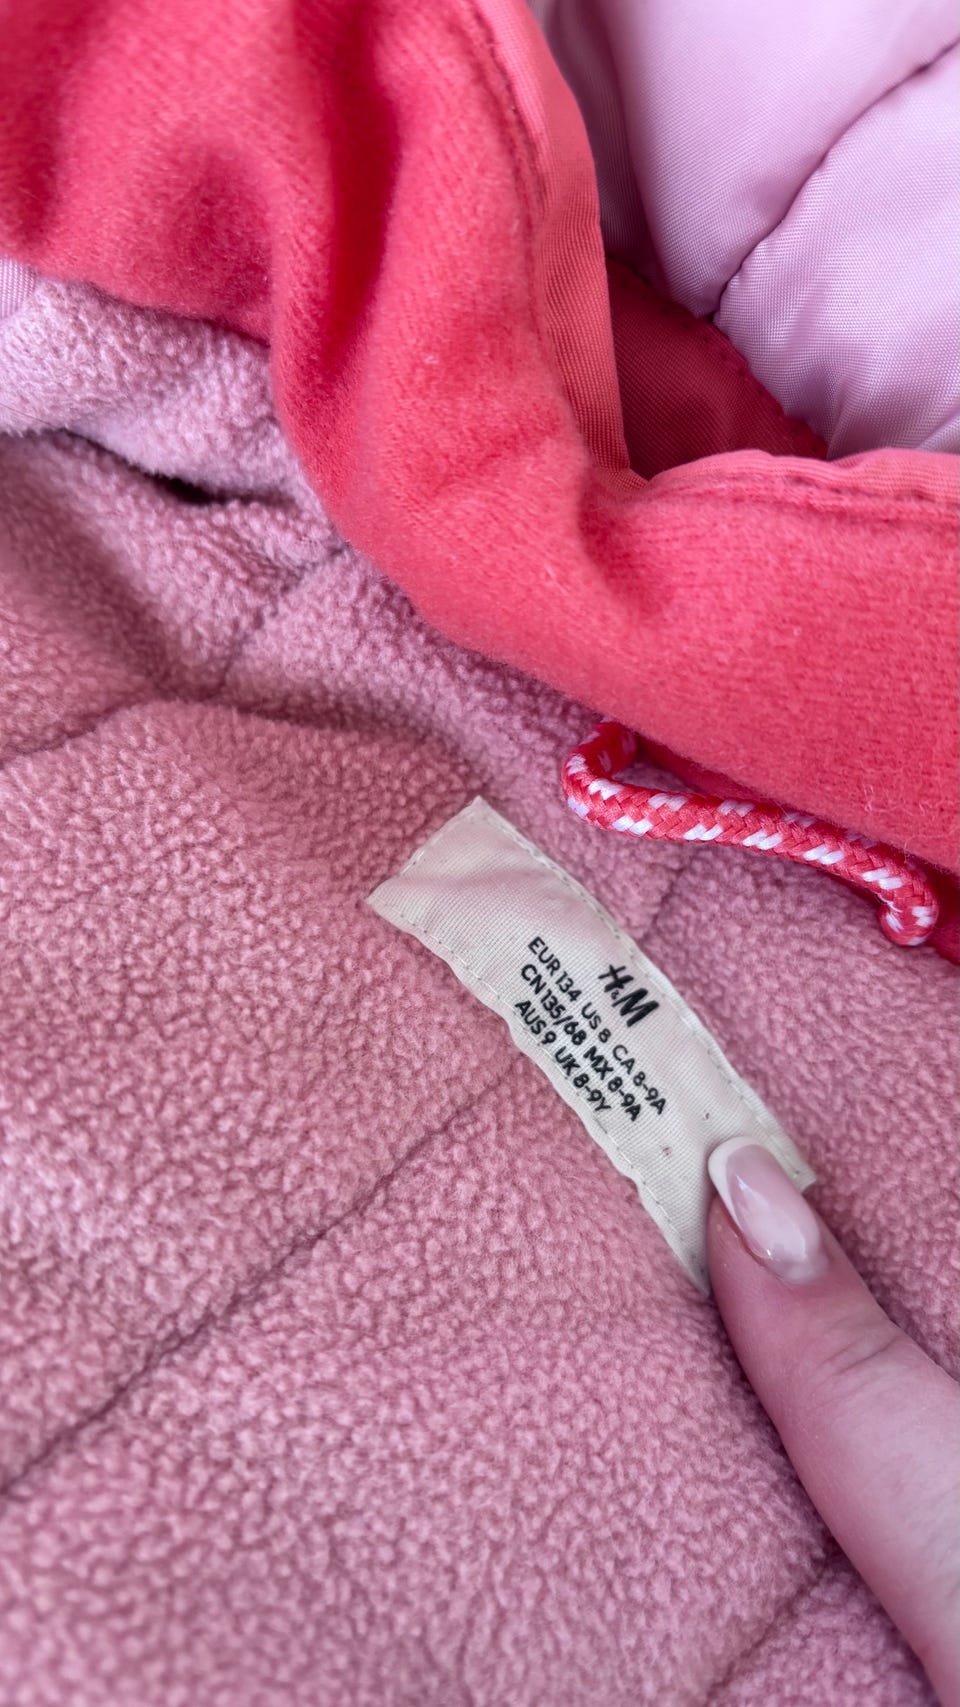 H&M
EUR 134 US 8 CA 8-9A
CN 135/68 MX 8-9A
AUS 9 UK 8-9Y